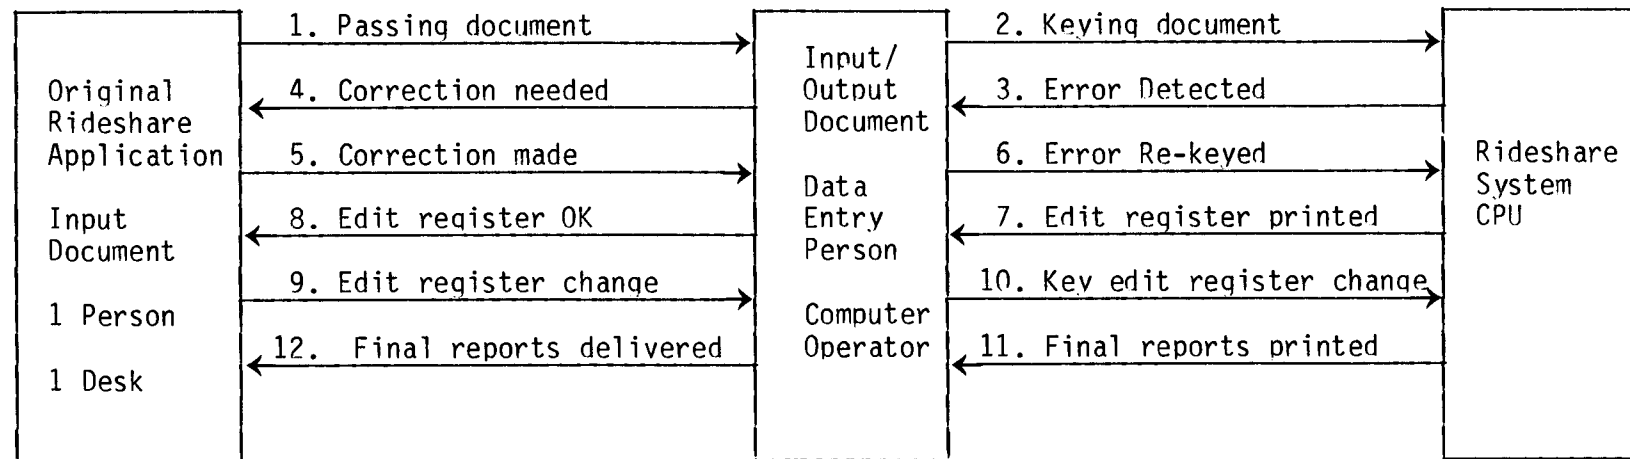 1. Passing document
2. Keying document
Original
Rideshare
Application
Input
Document
1 Person
1 Desk
4. Correction needed
5. Correction made
8. Edit register OK
9. Edit register change
12. Final reports delivered
Input/
Output
Document
Data
Entry
Person
Computer
Operator
3. Error Detected
6. Error Re-keyed
7. Edit register printed
10. Key edit register change
11. Final reports printed
Rideshare
System
CPU